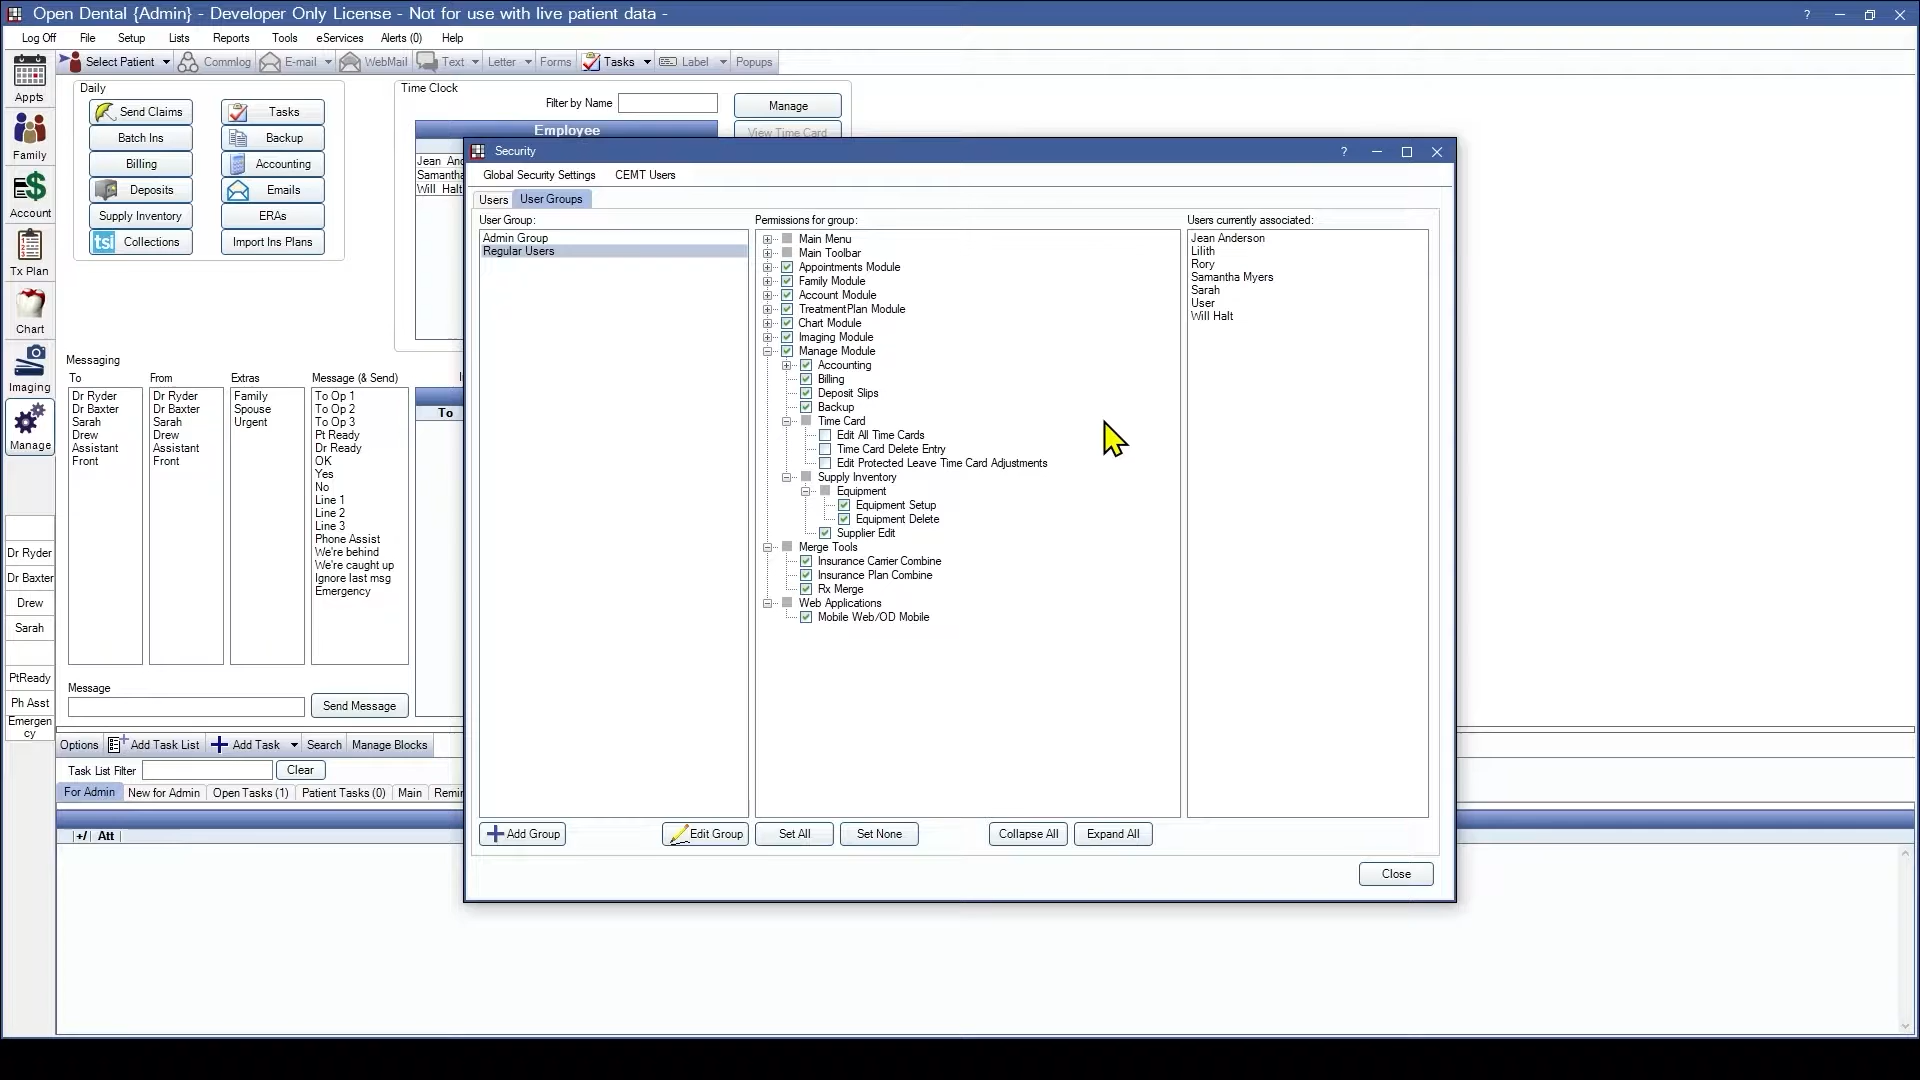 Open Dental {Admin} - Developer Only License - Not for use with live patient data -
Log Off File Setup Lists Reports Tools eServices Alerts (0) Help
Select Patient Commlog E-mail WebMail Text Letter Forms Tasks Label Popups
Appts
Family
Account
Tx Plan
Chart
Imaging
Manage
Dr Ryder
Dr Baxter
Drew
Sarah
PtReady
Ph Asst
Emergen
cy
Daily
Send Claims Tasks
Batch Ins Backup
Billing Accounting
Deposits Emails
Supply Inventory ERAs
tsi Collections Import Ins Plans
Time Clock
Filter by Name
Manage
View Time Card
Employee
Jean And
Samantha
Will Halt
Messaging
To From Extras Message (& Send)
Dr Ryder Dr Ryder Family To Op 1
Dr Baxter Dr Baxter Spouse To Op 2
Sarah Sarah Urgent To Op 3
Drew Drew Pt Ready
Assistant Assistant Dr Ready
Front Front OK
Yes
No
Line 1
Line 2
Line 3
Phone Assist
We're behind
We're caught up
Ignore last msg
Emergency
To
Message
Send Message
Options Add Task List Add Task Search Manage Blocks
Task List Filter Clear
For Admin New for Admin Open Tasks (1) Patient Tasks (0) Main Remin
+/ Att
Security
Global Security Settings CEMT Users
Users User Groups
User Group:
Admin Group
Regular Users
Permissions for group:
Main Menu
Main Toolbar
Appointments Module
Family Module
Account Module
TreatmentPlan Module
Chart Module
Imaging Module
Manage Module
Accounting
Billing
Deposit Slips
Backup
Time Card
Edit All Time Cards
Time Card Delete Entry
Edit Protected Leave Time Card Adjustments
Supply Inventory
Equipment
Equipment Setup
Equipment Delete
Supplier Edit
Merge Tools
Insurance Carrier Combine
Insurance Plan Combine
Rx Merge
Web Applications
Mobile Web/OD Mobile
Users currently associated:
Jean Anderson
Lilith
Rory
Samantha Myers
Sarah
User
Will Halt
Add Group Edit Group Set All Set None Collapse All Expand All
Close